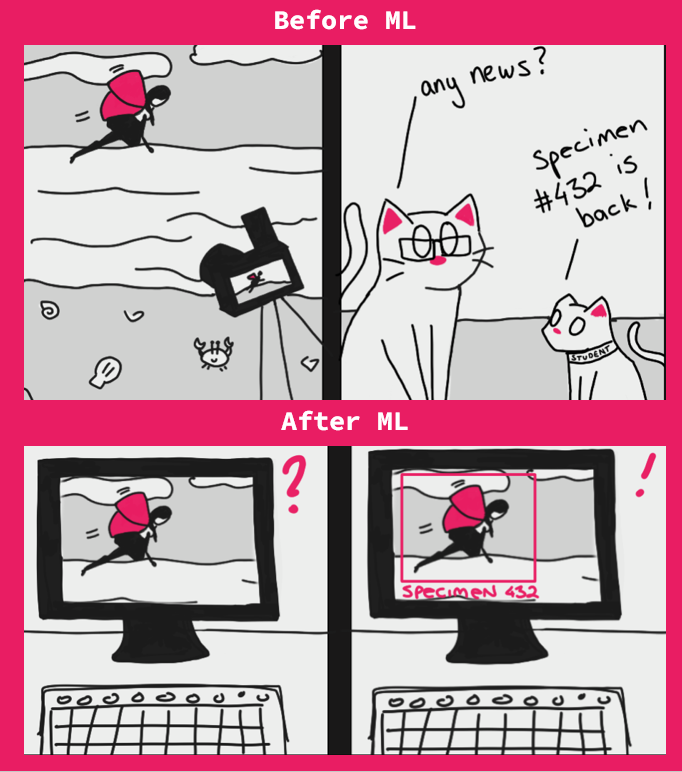 Before ML
any news?
Specimen
#432 is
back!
STUDENT
After ML
?
!
SPECIMEN 432